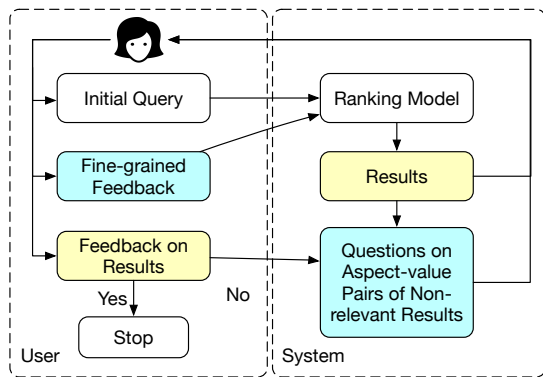 Initial Query
Ranking Model
Fine-grained
Feedback
Results
Feedback on
Results
Questions on
Aspect-value
Pairs of Non-
relevant Results
Yes
No
Stop
User
System